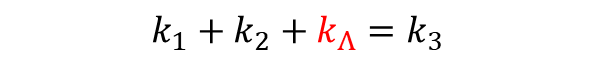 k₁ + k₂ + k_Λ = k₃